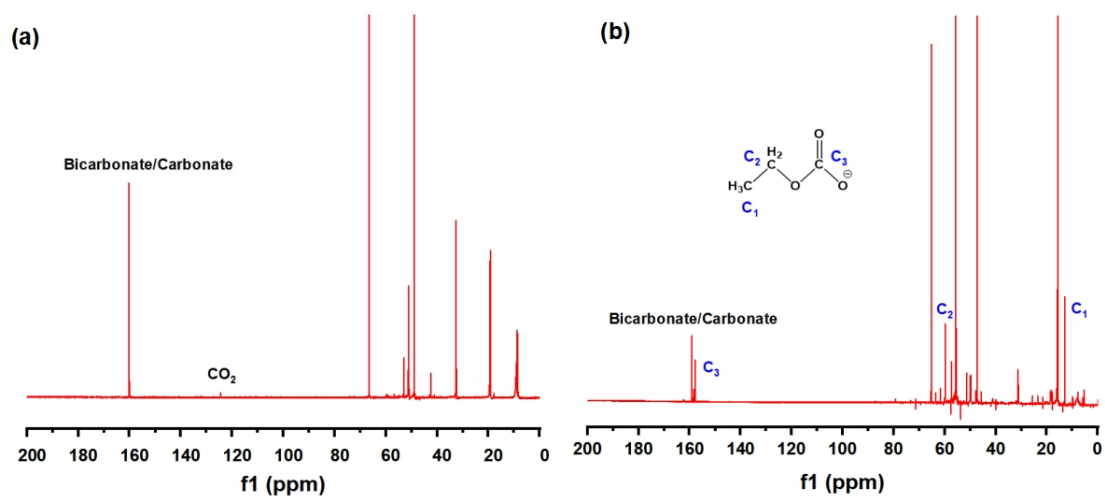 (a)
Bicarbonate/Carbonate
CO₂
200 180 160 140 120 100 80 60 40 20 0
f1 (ppm)
(b)
O
H₂
C₂ C C C₃
H₃C O O ⊖
C₁
Bicarbonate/Carbonate
C₃
C₂
C₁
200 180 160 140 120 100 80 60 40 20 0
f1 (ppm)